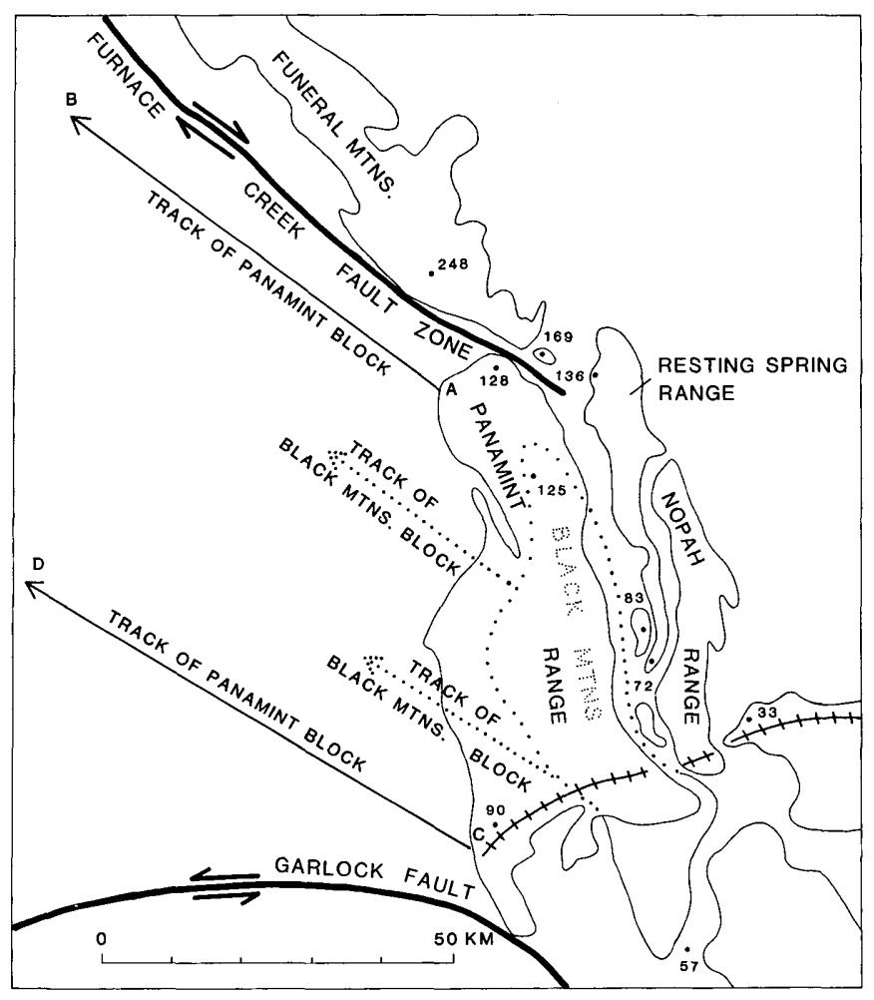 FURNACE
CREEK
FAULT
ZONE
FUNERAL MTNS.
B
TRACK OF PANAMINT BLOCK
248
169
136
128
A
RESTING SPRING
RANGE
PANAMINT
RANGE
125
TRACK OF
BLACK MTNS. BLOCK
BLACK MTNS
NOPAH
RANGE
D
TRACK OF PANAMINT BLOCK
83
TRACK OF
BLACK MTNS. BLOCK
72
33
90
C
GARLOCK FAULT
0 50 KM
57